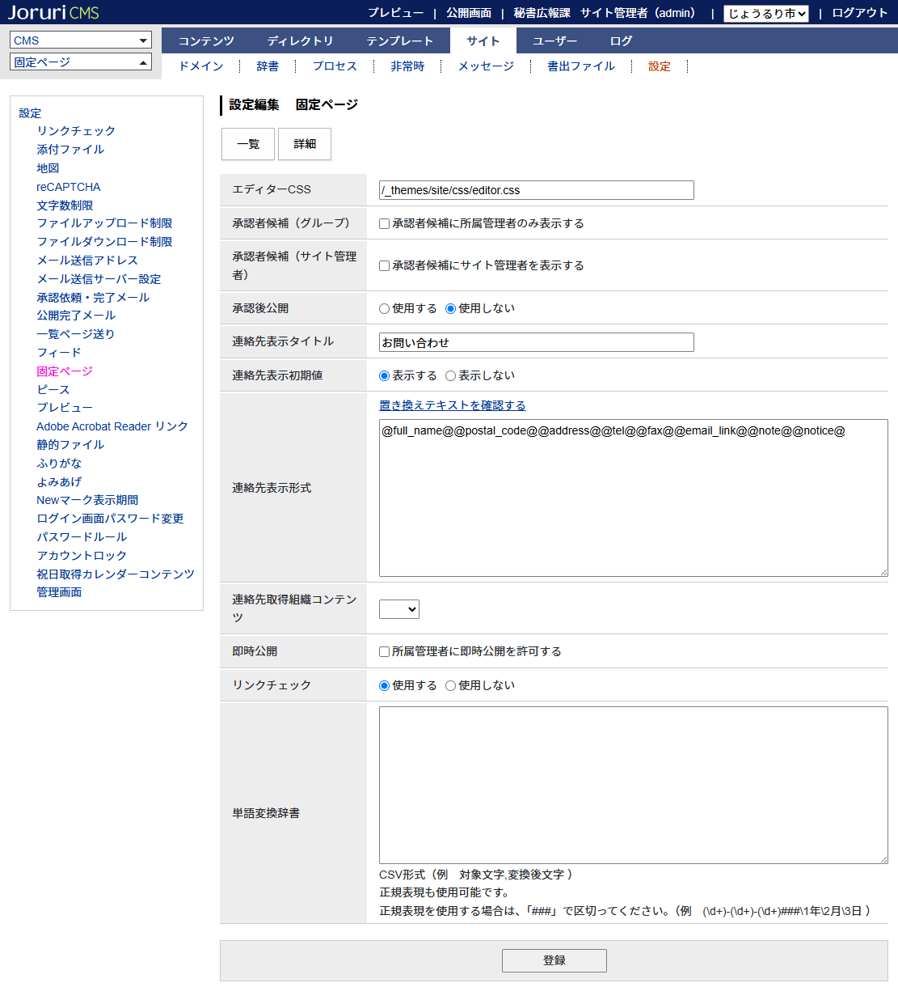 Joruri CMS
プレビュー | 公開画面 | 秘書広報課 サイト管理者（admin） | じょうるり市 | ログアウト
CMS
固定ページ
コンテンツ ディレクトリ テンプレート サイト ユーザー ログ
ドメイン 辞書 プロセス 非常時 メッセージ 書出ファイル 設定
設定
リンクチェック
添付ファイル
地図
reCAPTCHA
文字数制限
ファイルアップロード制限
ファイルダウンロード制限
メール送信アドレス
メール送信サーバー設定
承認依頼・完了メール
公開完了メール
一覧ページ送り
フィード
固定ページ
ピース
プレビュー
Adobe Acrobat Reader リンク
静的ファイル
ふりがな
よみあげ
Newマーク表示期間
ログイン画面パスワード変更
パスワードルール
アカウントロック
祝日取得カレンダーコンテンツ
管理画面
設定編集　固定ページ
一覧 詳細
エディターCSS /_themes/site/css/editor.css
承認者候補（グループ） 承認者候補に所属管理者のみ表示する
承認者候補（サイト管理
者） 承認者候補にサイト管理者を表示する
承認後公開 使用する 使用しない
連絡先表示タイトル お問い合わせ
連絡先表示初期値 表示する 表示しない
置き換えテキストを確認する
@full_name@@postal_code@@address@@tel@@fax@@email_link@@note@@notice@
連絡先表示形式
連絡先取得組織コンテン
ツ
即時公開 所属管理者に即時公開を許可する
リンクチェック 使用する 使用しない
単語変換辞書
CSV形式（例　対象文字,変換後文字 ）
正規表現も使用可能です。
正規表現を使用する場合は、「###」で区切ってください。（例　(\d+)-(\d+)-(\d+)###\1年\2月\3日 ）
登録